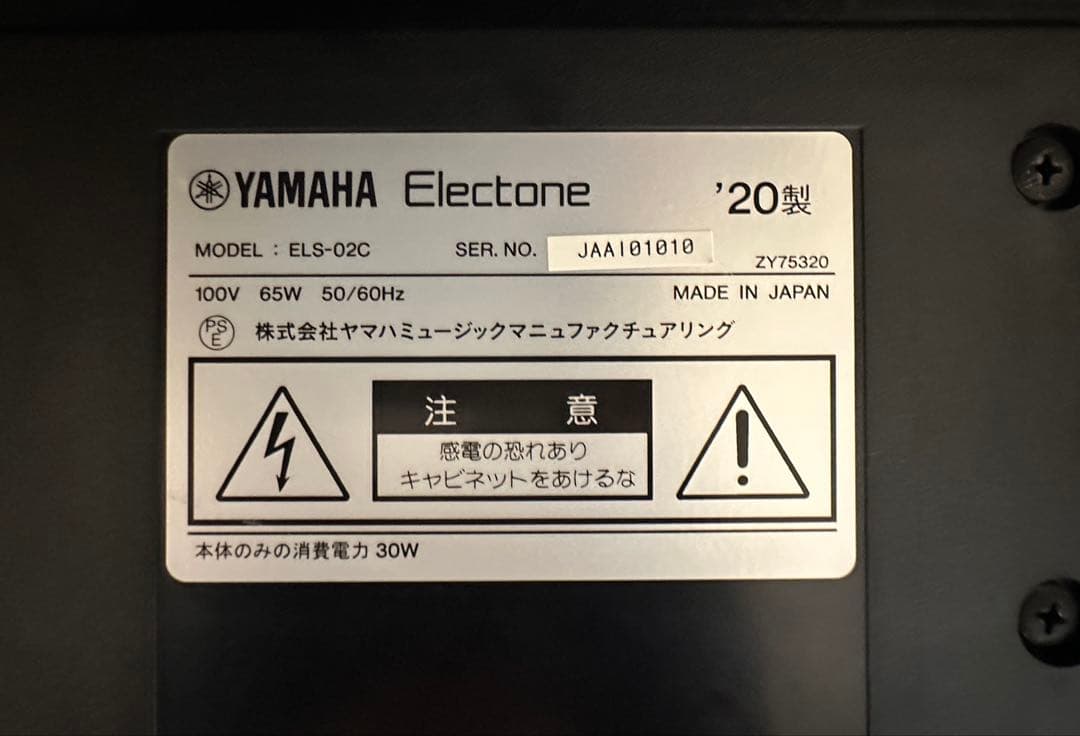 YAMAHA Electone '20製
MODEL : ELS-02C SER. NO. JAAI01010
ZY75320
100V 65W 50/60Hz MADE IN JAPAN
PSE 株式会社ヤマハミュージックマニュファクチュアリング
注 意
感電の恐れあり
キャビネットをあけるな
本体のみの消費電力 30W